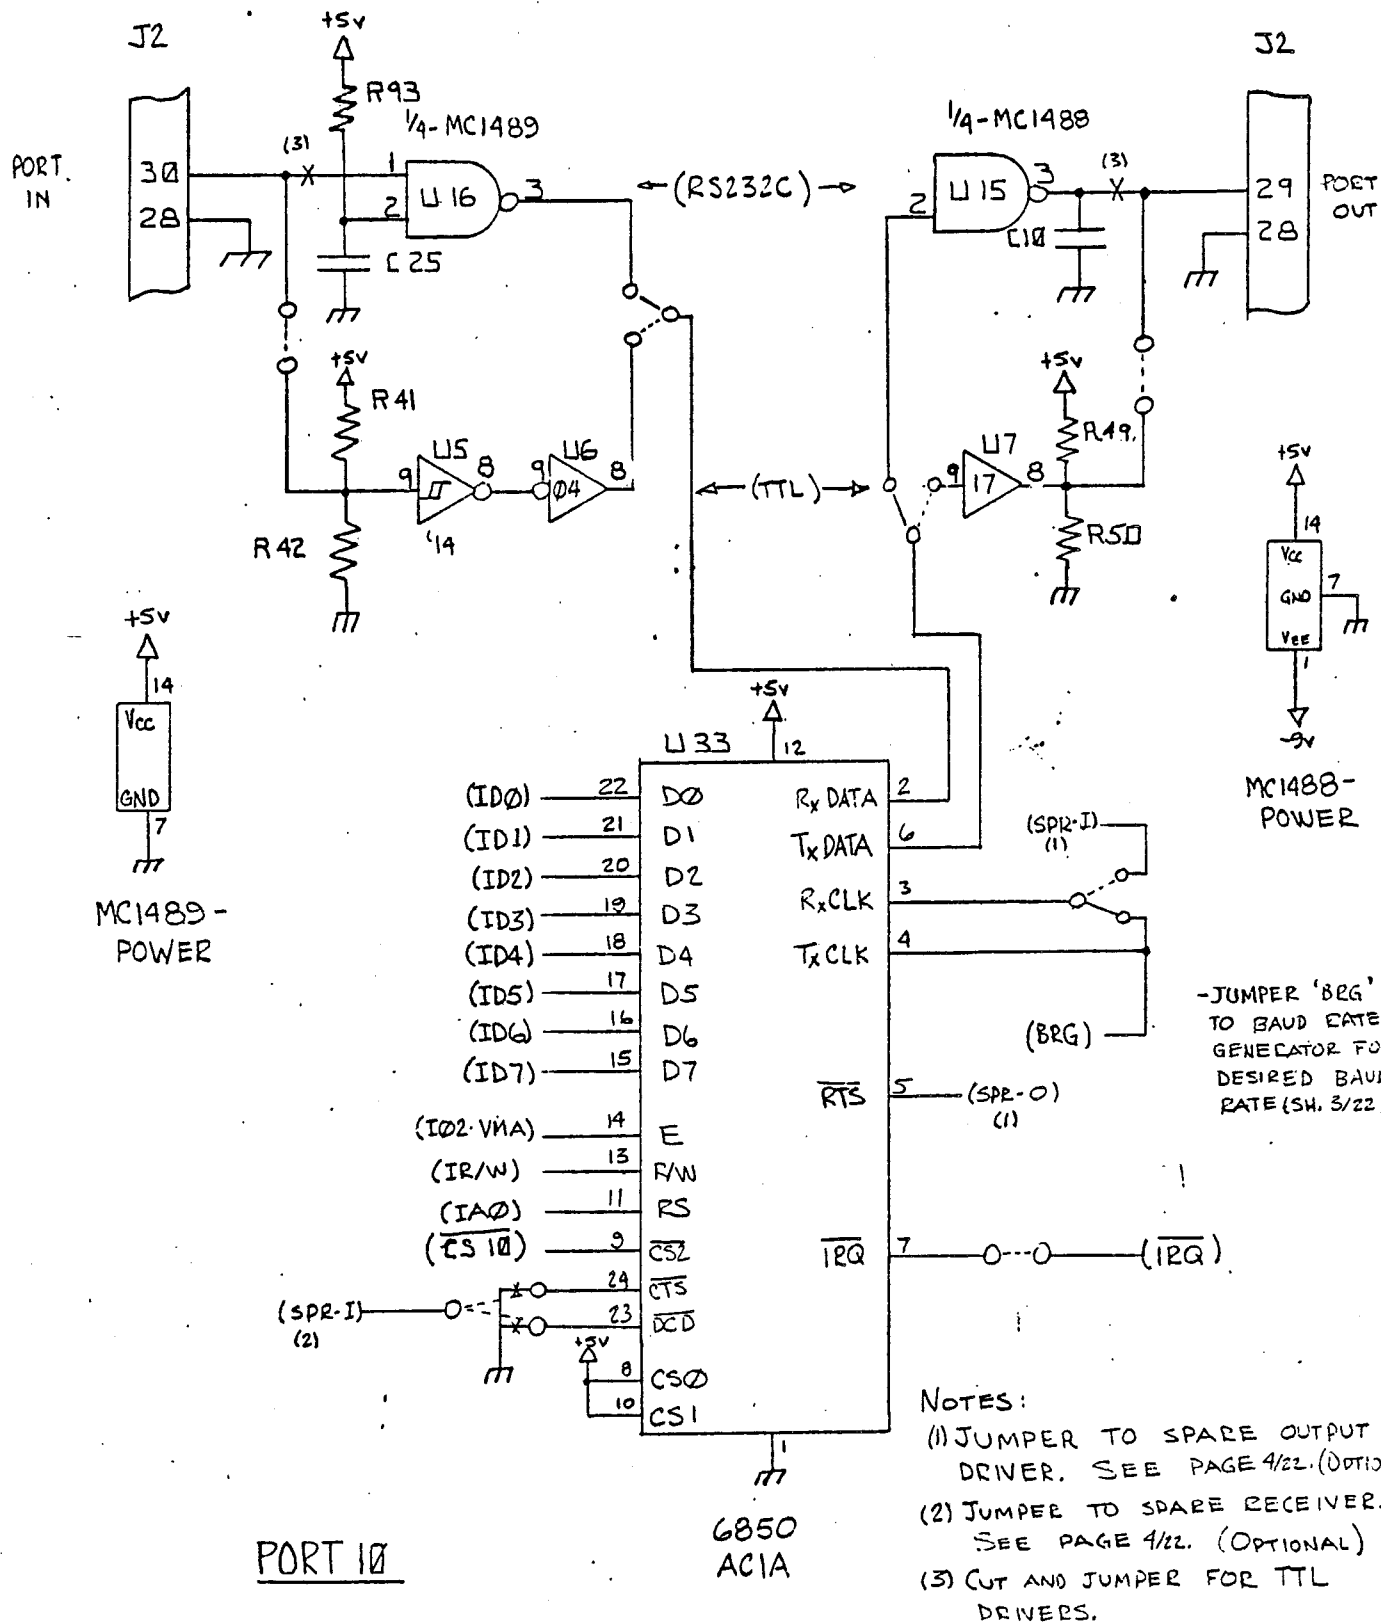 J2
+5v
R93
1/4-MC1489
PORT IN
30
28
(3)
1
2
U16
3
C25
←(RS232C)→
1/4-MC1488
J2
2
U15
3
(3)
C10
29
28
PORT OUT
+5v
R41
R42
9
U5
8
'14
9
U6
04
8
←(TTL)→
9
U7
17
8
+5v
R49
R50
+5v
14
Vcc
GND
7
MC1489-
POWER
+5v
14
Vcc
GND
7
VEE
1
-9v
MC1488-
POWER
U33
+5v
12
(IDØ) 22 DØ
(ID1) 21 D1
(ID2) 20 D2
(ID3) 19 D3
(ID4) 18 D4
(ID5) 17 D5
(ID6) 16 D6
(ID7) 15 D7
(IØ2·VMA) 14 E
(IR/W) 13 R/W
(IAØ) 11 RS
(CS 10) 9 CS2
24 CTS
23 DCD
(SPR-I)
(2)
+5v
8 CSØ
10 CS1
RxDATA 2
TxDATA 6
RxCLK 3
TxCLK 4
RTS 5 (SPR-O)
(1)
IRQ 7 (IRQ)
(SPR-I)
(1)
(BRG)
-JUMPER 'BRG'
TO BAUD RATE
GENERATOR
DESIRED
RATE (SH. 3/22
1
6850
ACIA
PORT 10
NOTES:
(1) JUMPER TO SPARE OUTPUT
DRIVER. SEE PAGE 4/22.
(2) JUMPER TO SPARE RECEIVER.
SEE PAGE 4/22. (OPTIONAL)
(3) CUT AND JUMPER FOR TTL
DRIVERS.